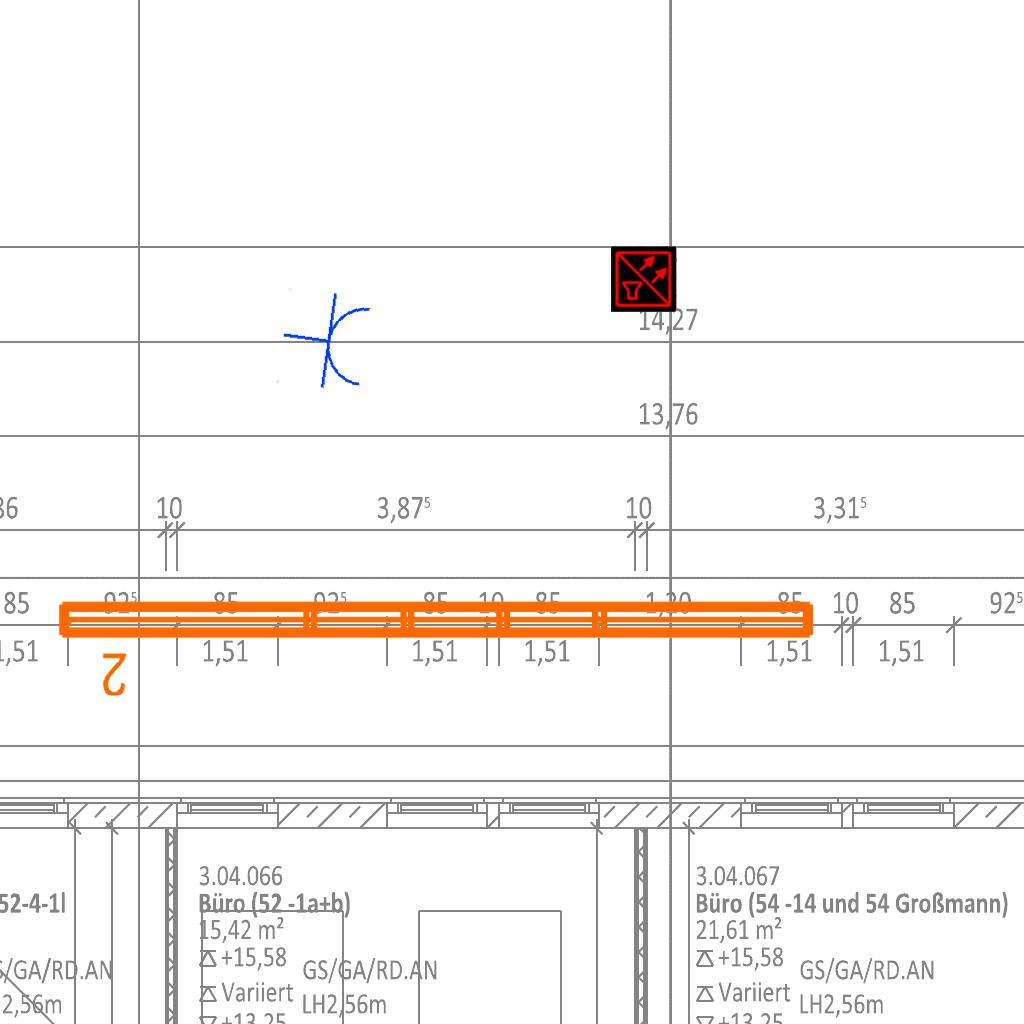 14,27
13,76
36 10 3,87⁵ 10 3,31⁵
85 92⁵ 85 92⁵ 85 10 85 1,20 85 10 85 92⁵
1,51 1,51 1,51 1,51 1,51 1,51
2
3.04.066
Büro (52 -1a+b)
15,42 m²
+15,58
GS/GA/RD.AN
Variiert
LH2,56m
+13,25
3.04.067
Büro (54 -14 und 54 Großmann)
21,61 m²
+15,58
GS/GA/RD.AN
Variiert
LH2,56m
+13,25
52-4-1l
S/GA/RD.AN
2,56m